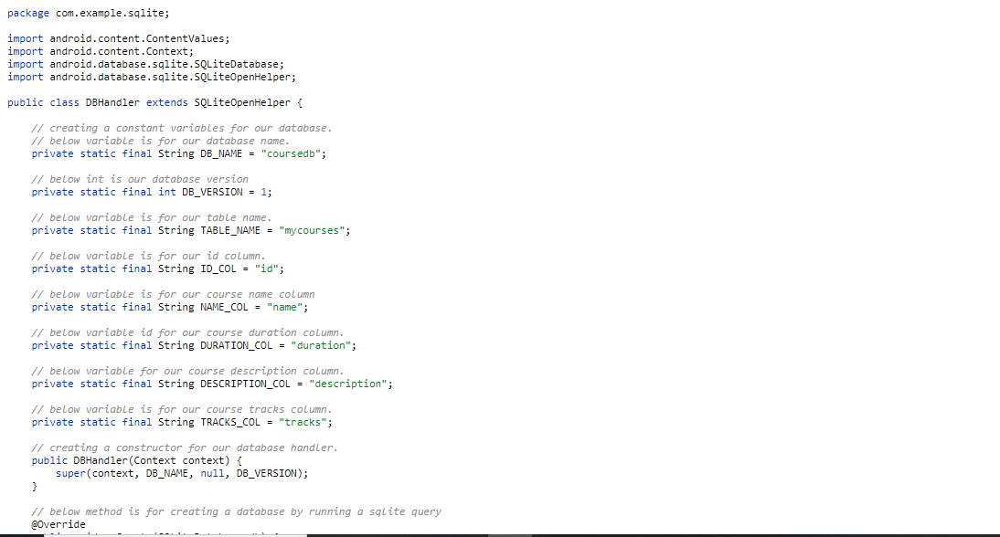 package com.example.sqlite;
import android.content.ContentValues;
import android.content.Context;
import android.database.sqlite.SQLiteDatabase;
import android.database.sqlite.SQLiteOpenHelper;
public class DBHandler extends SQLiteOpenHelper {
// creating a constant variables for our database.
// below variable is for our database name.
private static final String DB_NAME = "coursedb";
// below int is our database version
private static final int DB_VERSION = 1;
// below variable is for our table name.
private static final String TABLE_NAME = "mycourses";
// below variable is for our id column.
private static final String ID_COL = "id";
// below variable is for our course name column
private static final String NAME_COL = "name";
// below variable id for our course duration column.
private static final String DURATION_COL = "duration";
// below variable for our course description column.
private static final String DESCRIPTION_COL = "description";
// below variable is for our course tracks column.
private static final String TRACKS_COL = "tracks";
// creating a constructor for our database handler.
public DBHandler(Context context) {
super(context, DB_NAME, null, DB_VERSION);
}
// below method is for creating a database by running a sqlite query
@Override